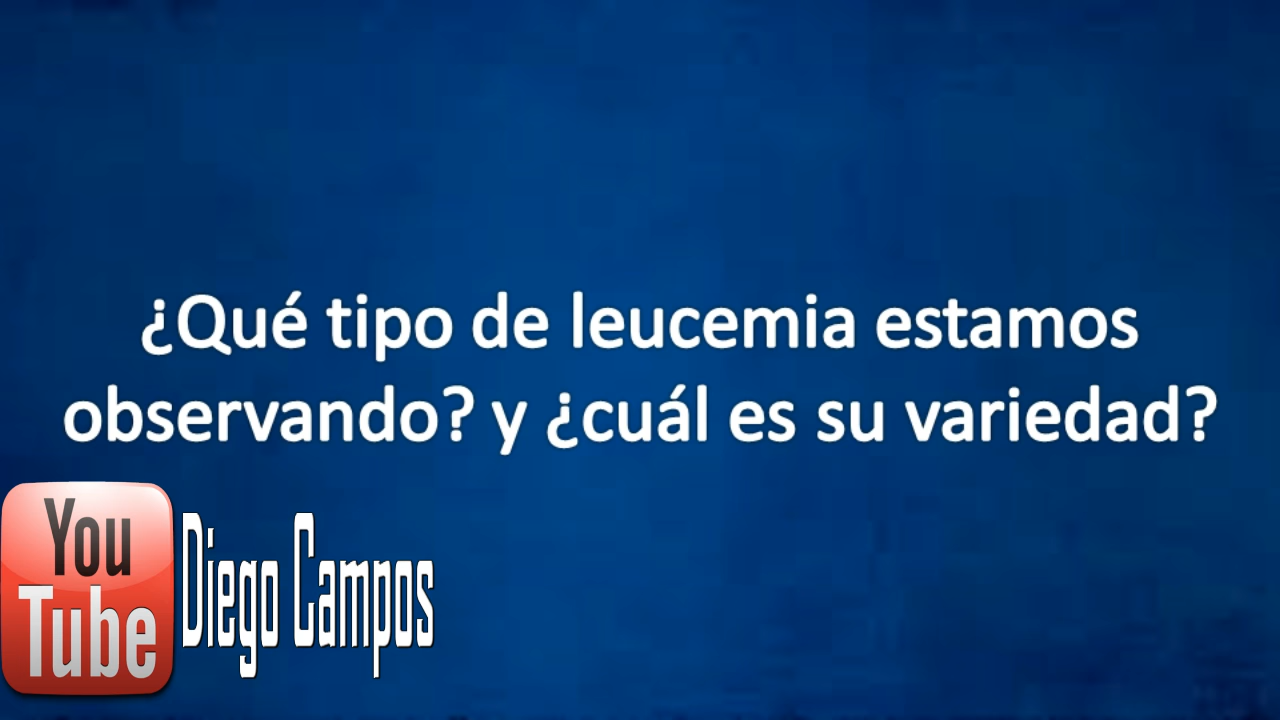 ¿Qué tipo de leucemia estamos
observando? y ¿cuál es su variedad?
You
Tube
Diego Campos